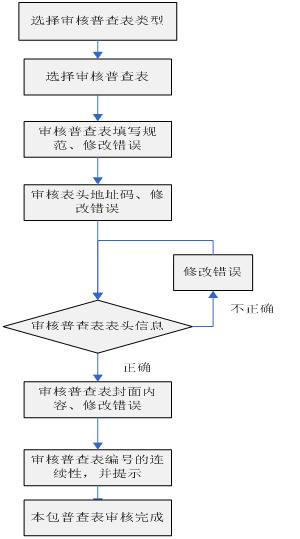 选择审核普查表类型
选择审核普查表
审核普查表填写规
范、修改错误
审核表头地址码、修
改错误
修改错误
不正确
审核普查表表头信息
正确
审核普查表封面内
容、修改错误
审核普查表编号的连
续性，并提示
本包普查表审核完成